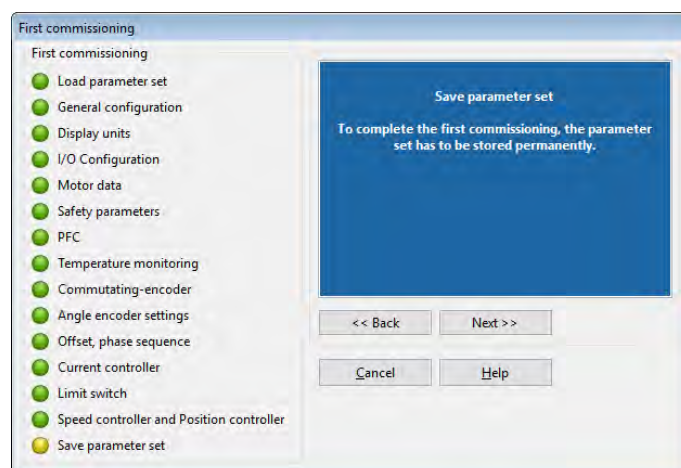 First commissioning
First commissioning
Load parameter set
General configuration
Display units
I/O Configuration
Motor data
Safety parameters
PFC
Temperature monitoring
Commutating-encoder
Angle encoder settings
Offset, phase sequence
Current controller
Limit switch
Speed controller and Position controller
Save parameter set
Save parameter set
To complete the first commissioning, the parameter
set has to be stored permanently.
<< Back
Next >>
Cancel
Help